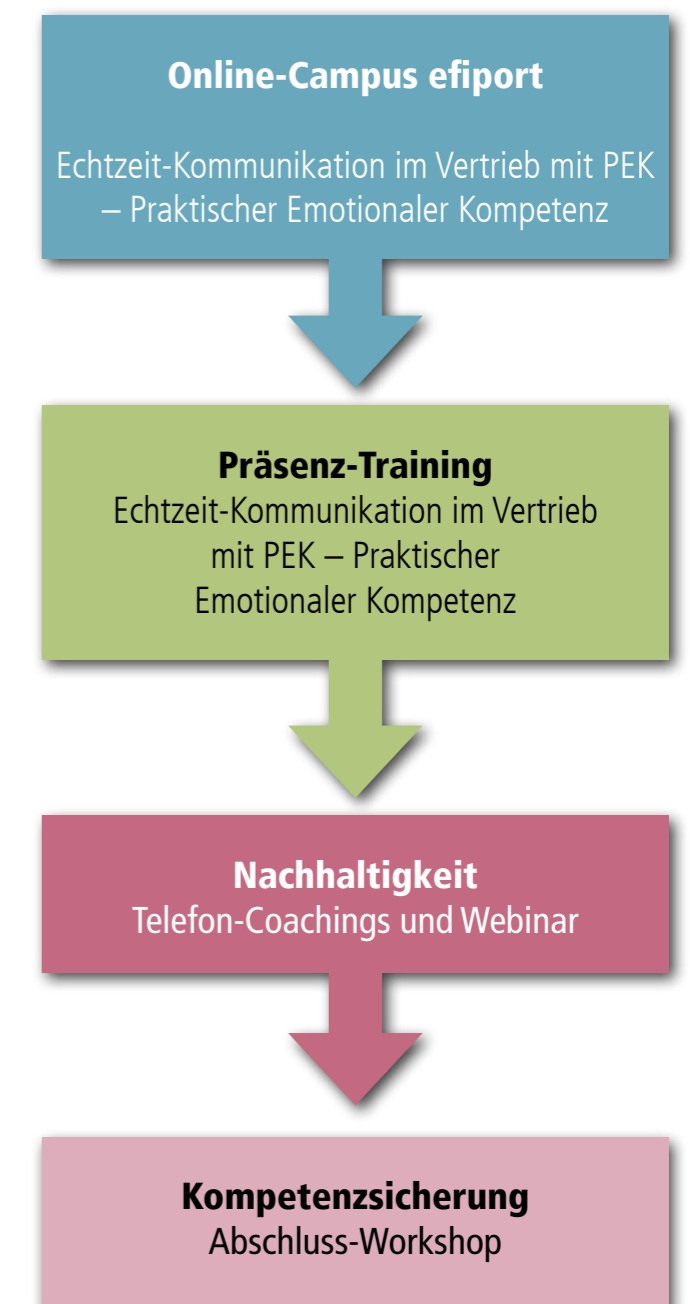 Online-Campus efiport
Echtzeit-Kommunikation im Vertrieb mit PEK
– Praktischer Emotionaler Kompetenz
Präsenz-Training
Echtzeit-Kommunikation im Vertrieb
mit PEK – Praktischer
Emotionaler Kompetenz
Nachhaltigkeit
Telefon-Coachings und Webinar
Kompetenzsicherung
Abschluss-Workshop